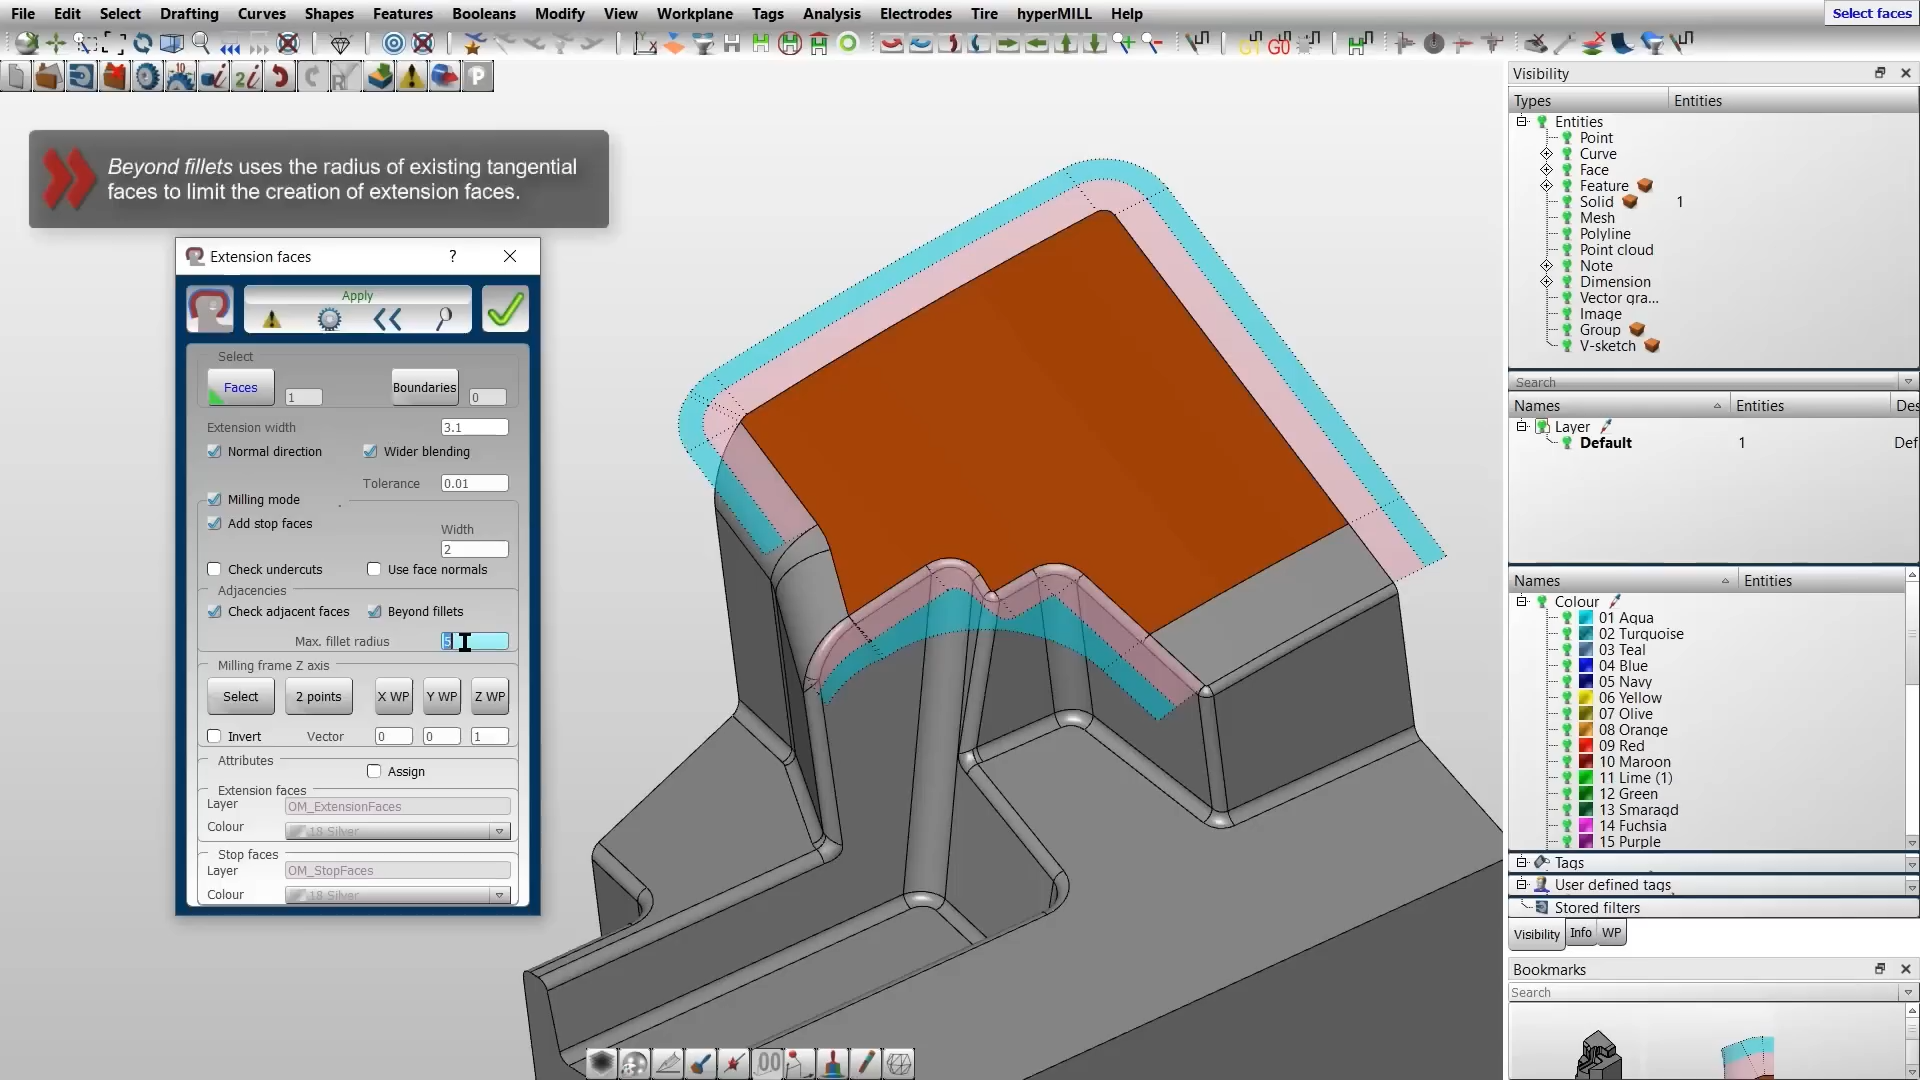 File Edit Select Drafting Curves Shapes Features Booleans Modify View Workplane Tags Analysis Electrodes Tire hyperMILL Help
Select faces
Beyond fillets uses the radius of existing tangential
faces to limit the creation of extension faces.
Extension faces ?
Apply
Select
Faces 1 Boundaries 0
Extension width 3.1
Normal direction Wider blending
Tolerance 0.01
Milling mode
Add stop faces
Width
2
Check undercuts Use face normals
Adjacencies
Check adjacent faces Beyond fillets
Max. fillet radius 5
Milling frame Z axis
Select 2 points X WP Y WP Z WP
Invert Vector 0 0 1
Attributes
Assign
Extension faces
Layer OM_ExtensionFaces
Colour 18 Silver
Stop faces
Layer OM_StopFaces
Colour 18 Silver
Visibility
Types Entities
Entities
Point
Curve
Face
Feature
Solid 1
Mesh
Polyline
Point cloud
Note
Dimension
Vector gra...
Image
Group
V-sketch
Search
Names Entities Des
Layer
Default 1 Def
Names Entities
Colour
01 Aqua
02 Turquoise
03 Teal
04 Blue
05 Navy
06 Yellow
07 Olive
08 Orange
09 Red
10 Maroon
11 Lime (1)
12 Green
13 Smaragd
14 Fuchsia
15 Purple
Tags
User defined tags
Stored filters
Visibility Info WP
Bookmarks
Search